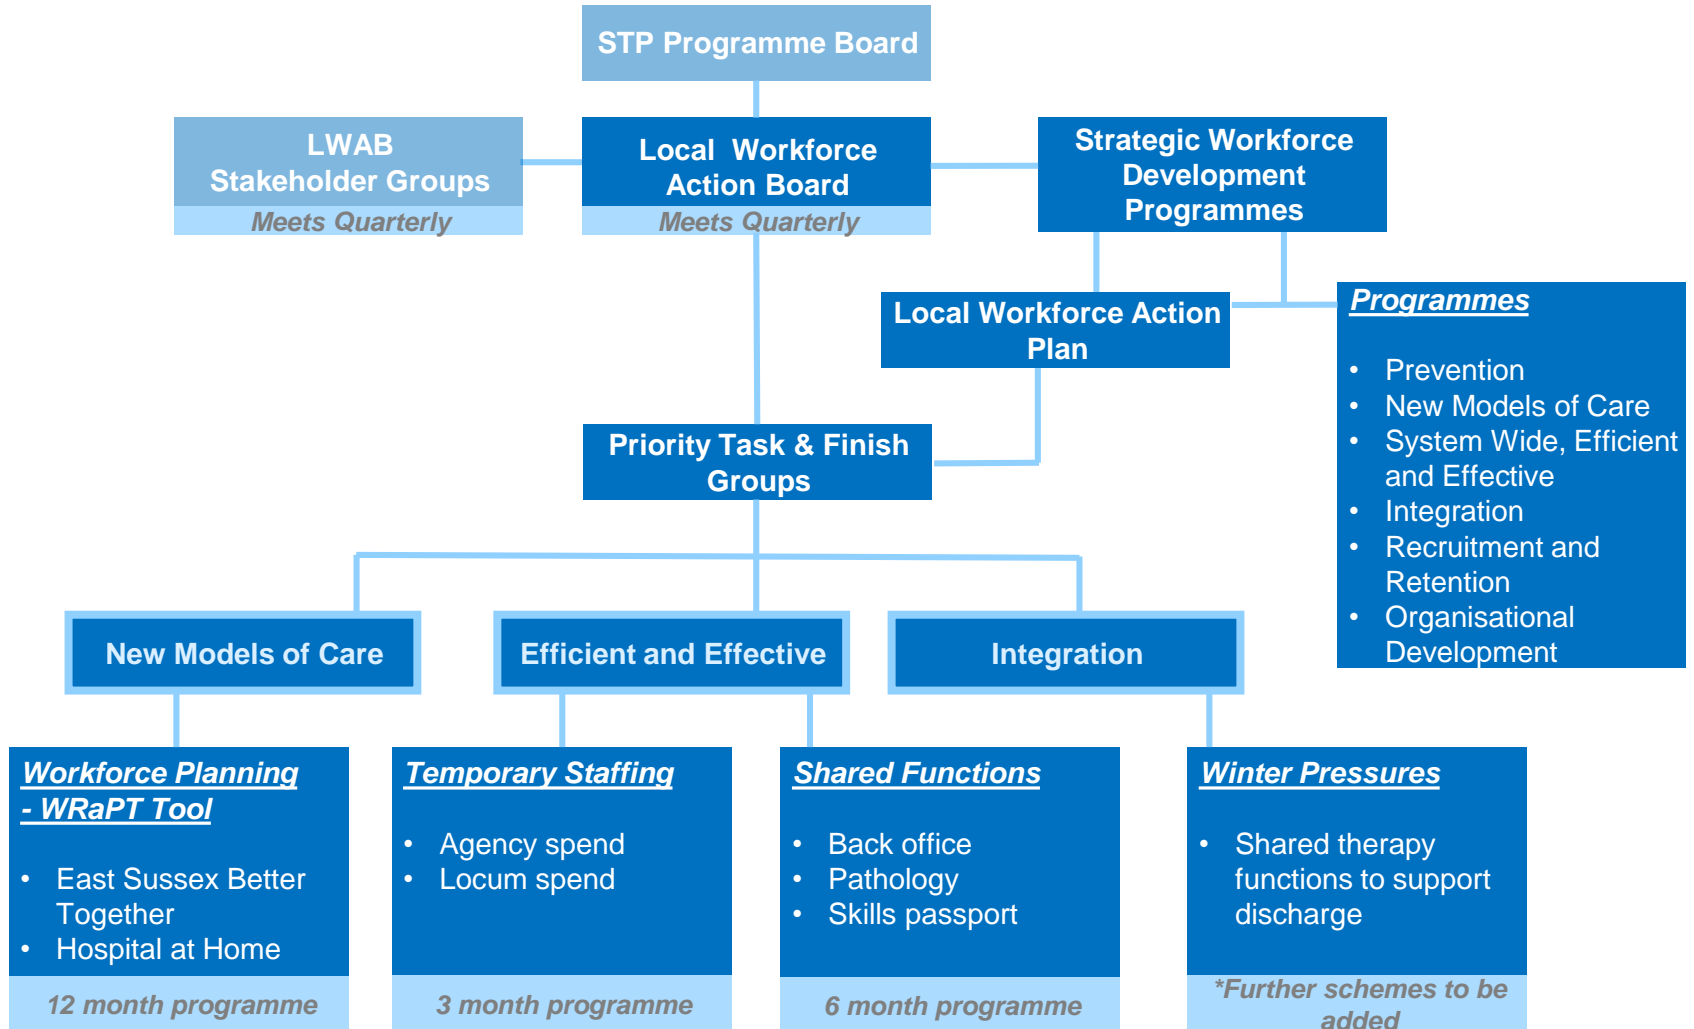 STP Programme Board
LWAB
Stakeholder Groups
Meets Quarterly
Local Workforce
Action Board
Meets Quarterly
Strategic Workforce
Development
Programmes
Local Workforce Action
Plan
Programmes
• Prevention
• New Models of Care
• System Wide, Efficient
and Effective
• Integration
• Recruitment and
Retention
• Organisational
Development
Priority Task & Finish
Groups
New Models of Care
Efficient and Effective
Integration
Workforce Planning
- WRaPT Tool
• East Sussex Better
Together
• Hospital at Home
12 month programme
Temporary Staffing
• Agency spend
• Locum spend
3 month programme
Shared Functions
• Back office
• Pathology
• Skills passport
6 month programme
Winter Pressures
• Shared therapy
functions to support
discharge
*Further schemes to be
added